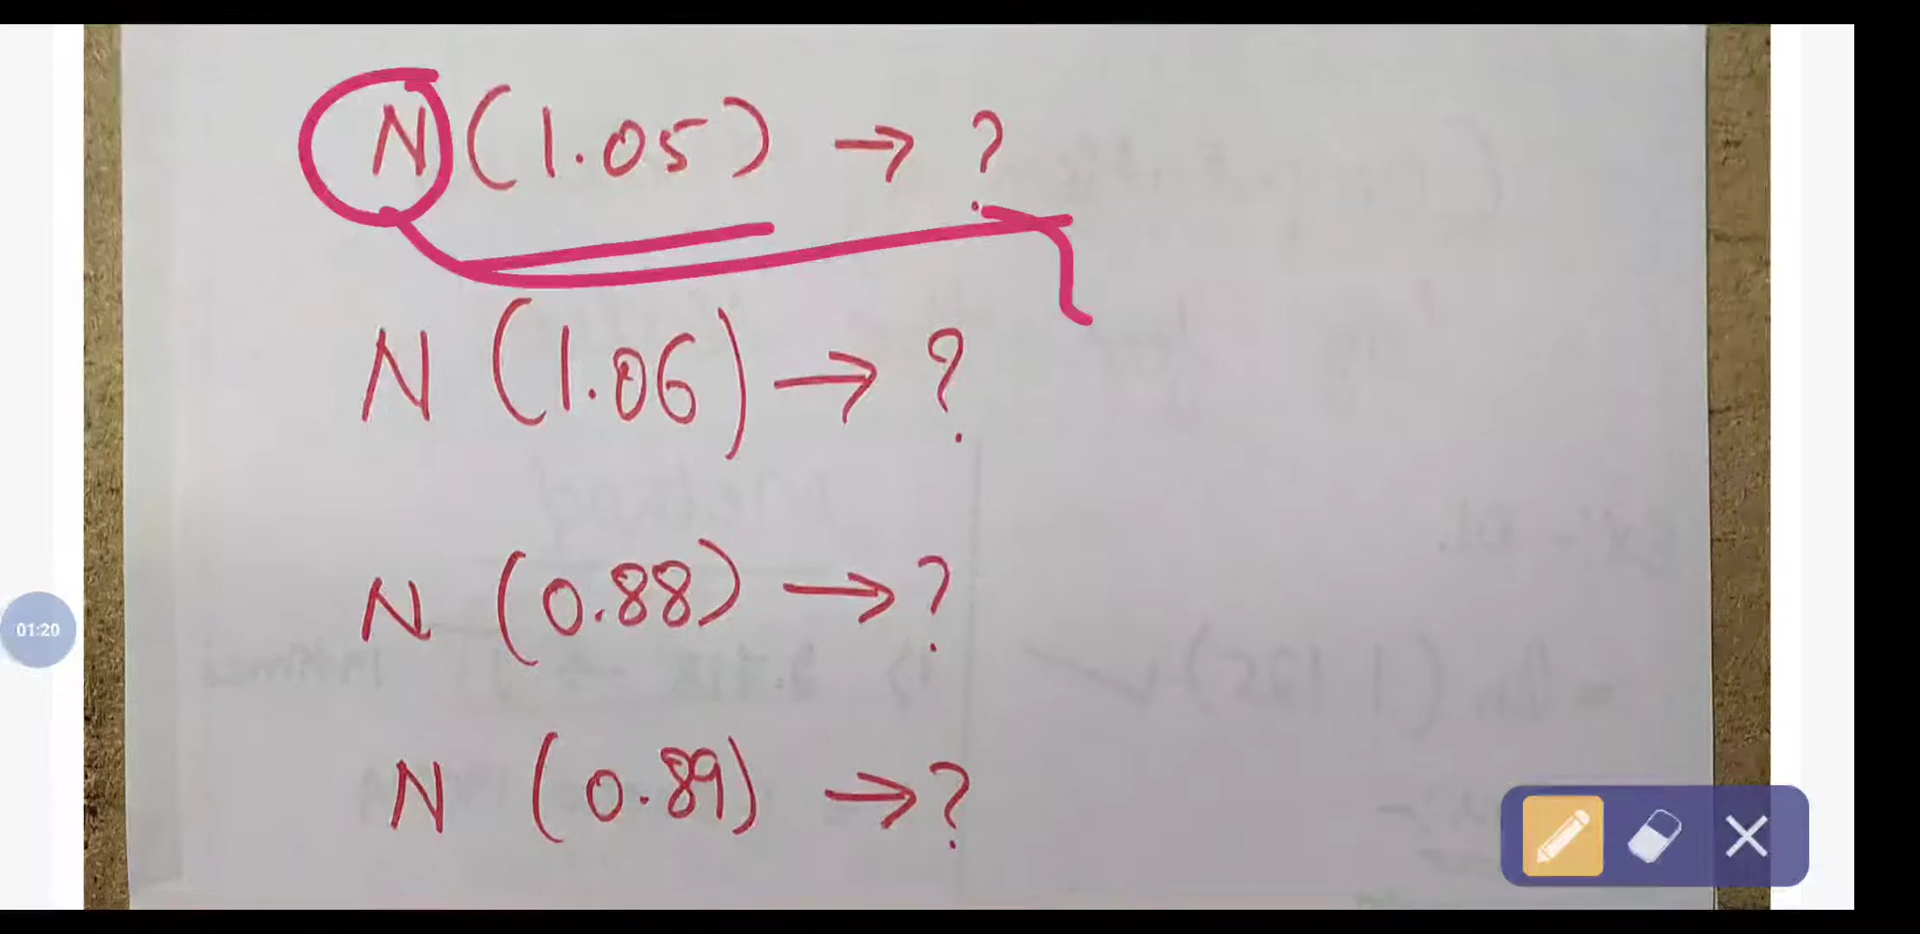 N (1.05) → ?
N (1.06) → ?
N (0.88) → ?
N (0.89) → ?
01:20